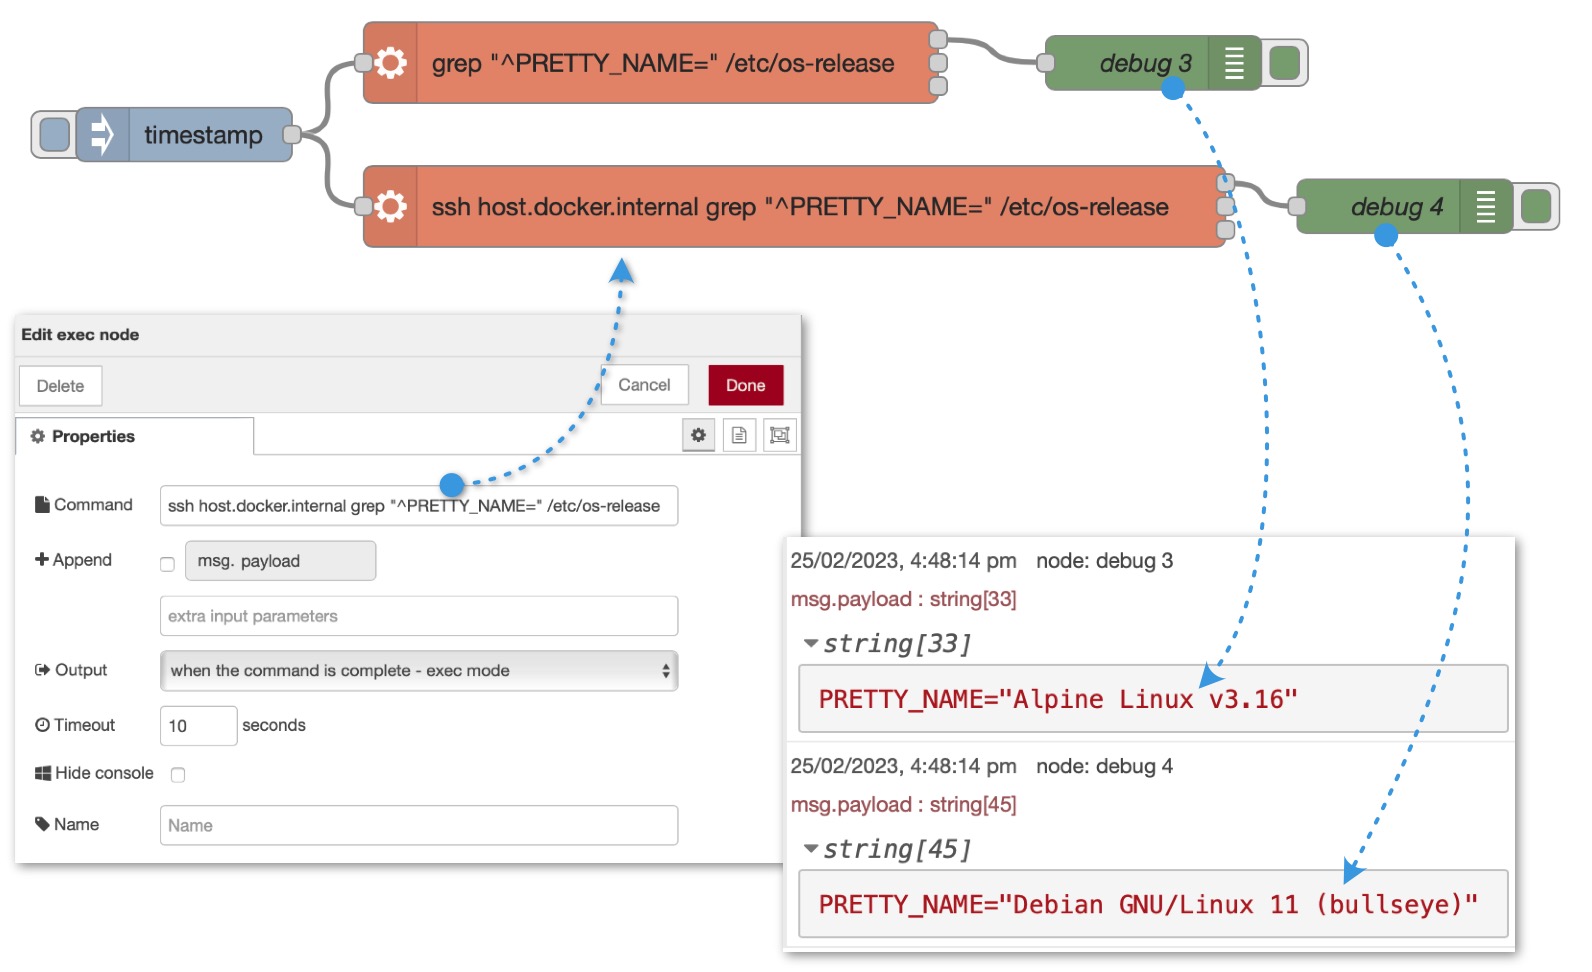 grep "^PRETTY_NAME=" /etc/os-release
debug 3
timestamp
ssh host.docker.internal grep "^PRETTY_NAME=" /etc/os-release
debug 4
Edit exec node
Delete
Cancel
Done
Properties
Command
ssh host.docker.internal grep "^PRETTY_NAME=" /etc/os-release
Append
msg. payload
extra input parameters
Output
when the command is complete - exec mode
Timeout
10
seconds
Hide console
Name
Name
25/02/2023, 4:48:14 pm node: debug 3
msg.payload : string[33]
string[33]
PRETTY_NAME="Alpine Linux v3.16"
25/02/2023, 4:48:14 pm node: debug 4
msg.payload : string[45]
string[45]
PRETTY_NAME="Debian GNU/Linux 11 (bullseye)"